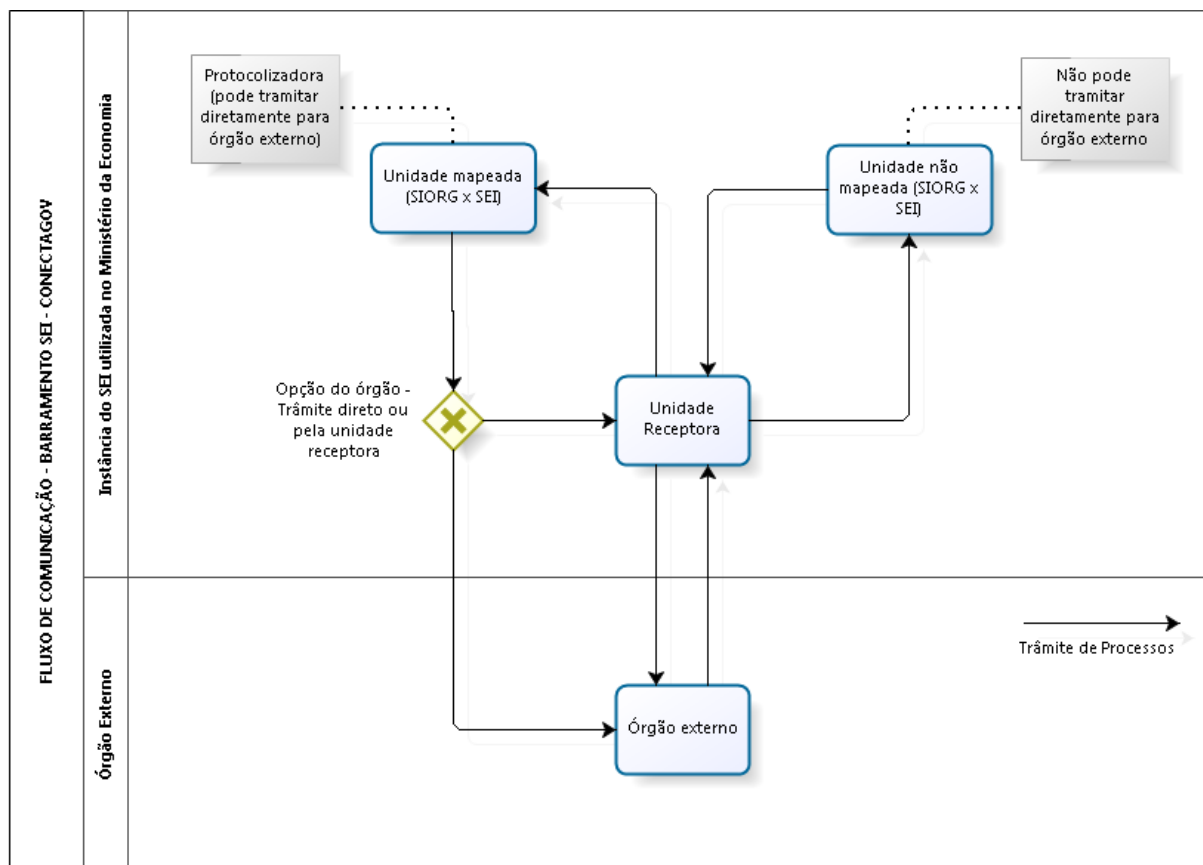 FLUXO DE COMUNICAÇÃO - BARRAMENTO SEI - CONECTAGOV
Instância do SEI utilizada no Ministério da Economia
Protocolizadora
(pode tramitar
diretamente para
órgão externo)
Não pode
tramitar
diretamente para
órgão externo
Unidade mapeada
(SIORG x SEI)
Unidade não
mapeada (SIORG x
SEI)
Opção do órgão -
Trâmite direto ou
pela unidade
receptora
Unidade
Receptora
Órgão Externo
Trâmite de Processos
Órgão externo